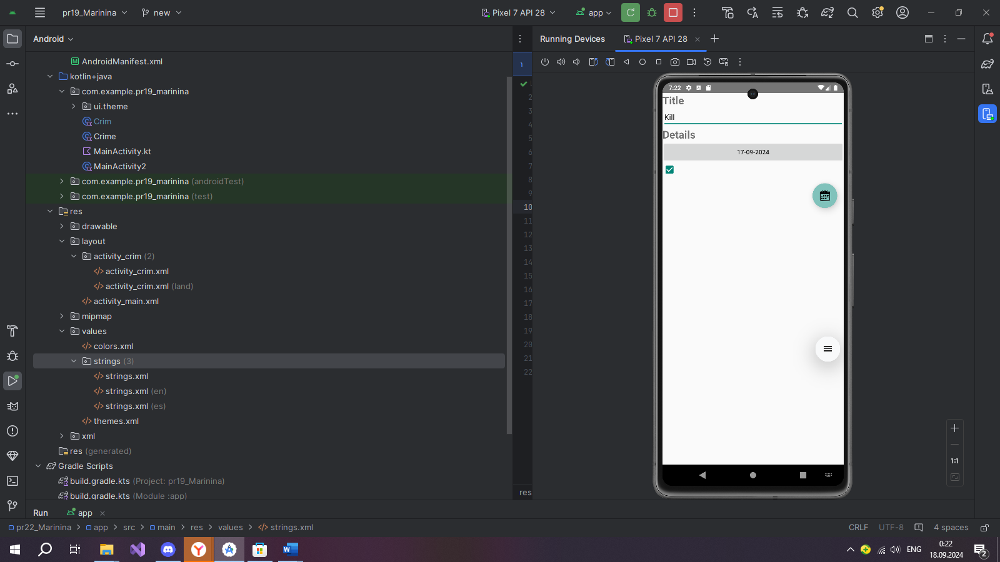 pr19_Marinina
new
Pixel 7 API 28
app
Android
Running Devices
Pixel 7 API 28
AndroidManifest.xml
kotlin+java
com.example.pr19_marinina
ui.theme
Crim
Crime
MainActivity.kt
MainActivity2
com.example.pr19_marinina (androidTest)
com.example.pr19_marinina (test)
res
drawable
layout
activity_crim (2)
activity_crim.xml
activity_crim.xml (land)
activity_main.xml
mipmap
values
colors.xml
strings (3)
strings.xml
strings.xml (en)
strings.xml (es)
themes.xml
xml
res (generated)
Gradle Scripts
build.gradle.kts (Project: pr19_Marinina)
build.gradle.kts (Module :app)
1
2
3
4
5
6
7
8
9
10
11
12
13
14
15
16
17
18
19
20
21
22
res
7:22
Title
Kill
Details
17-09-2024
1:1
Run
app
pr22_Marinina > app > src > main > res > values > strings.xml
CRLF
UTF-8
4 spaces
ENG
0:22
18.09.2024
2